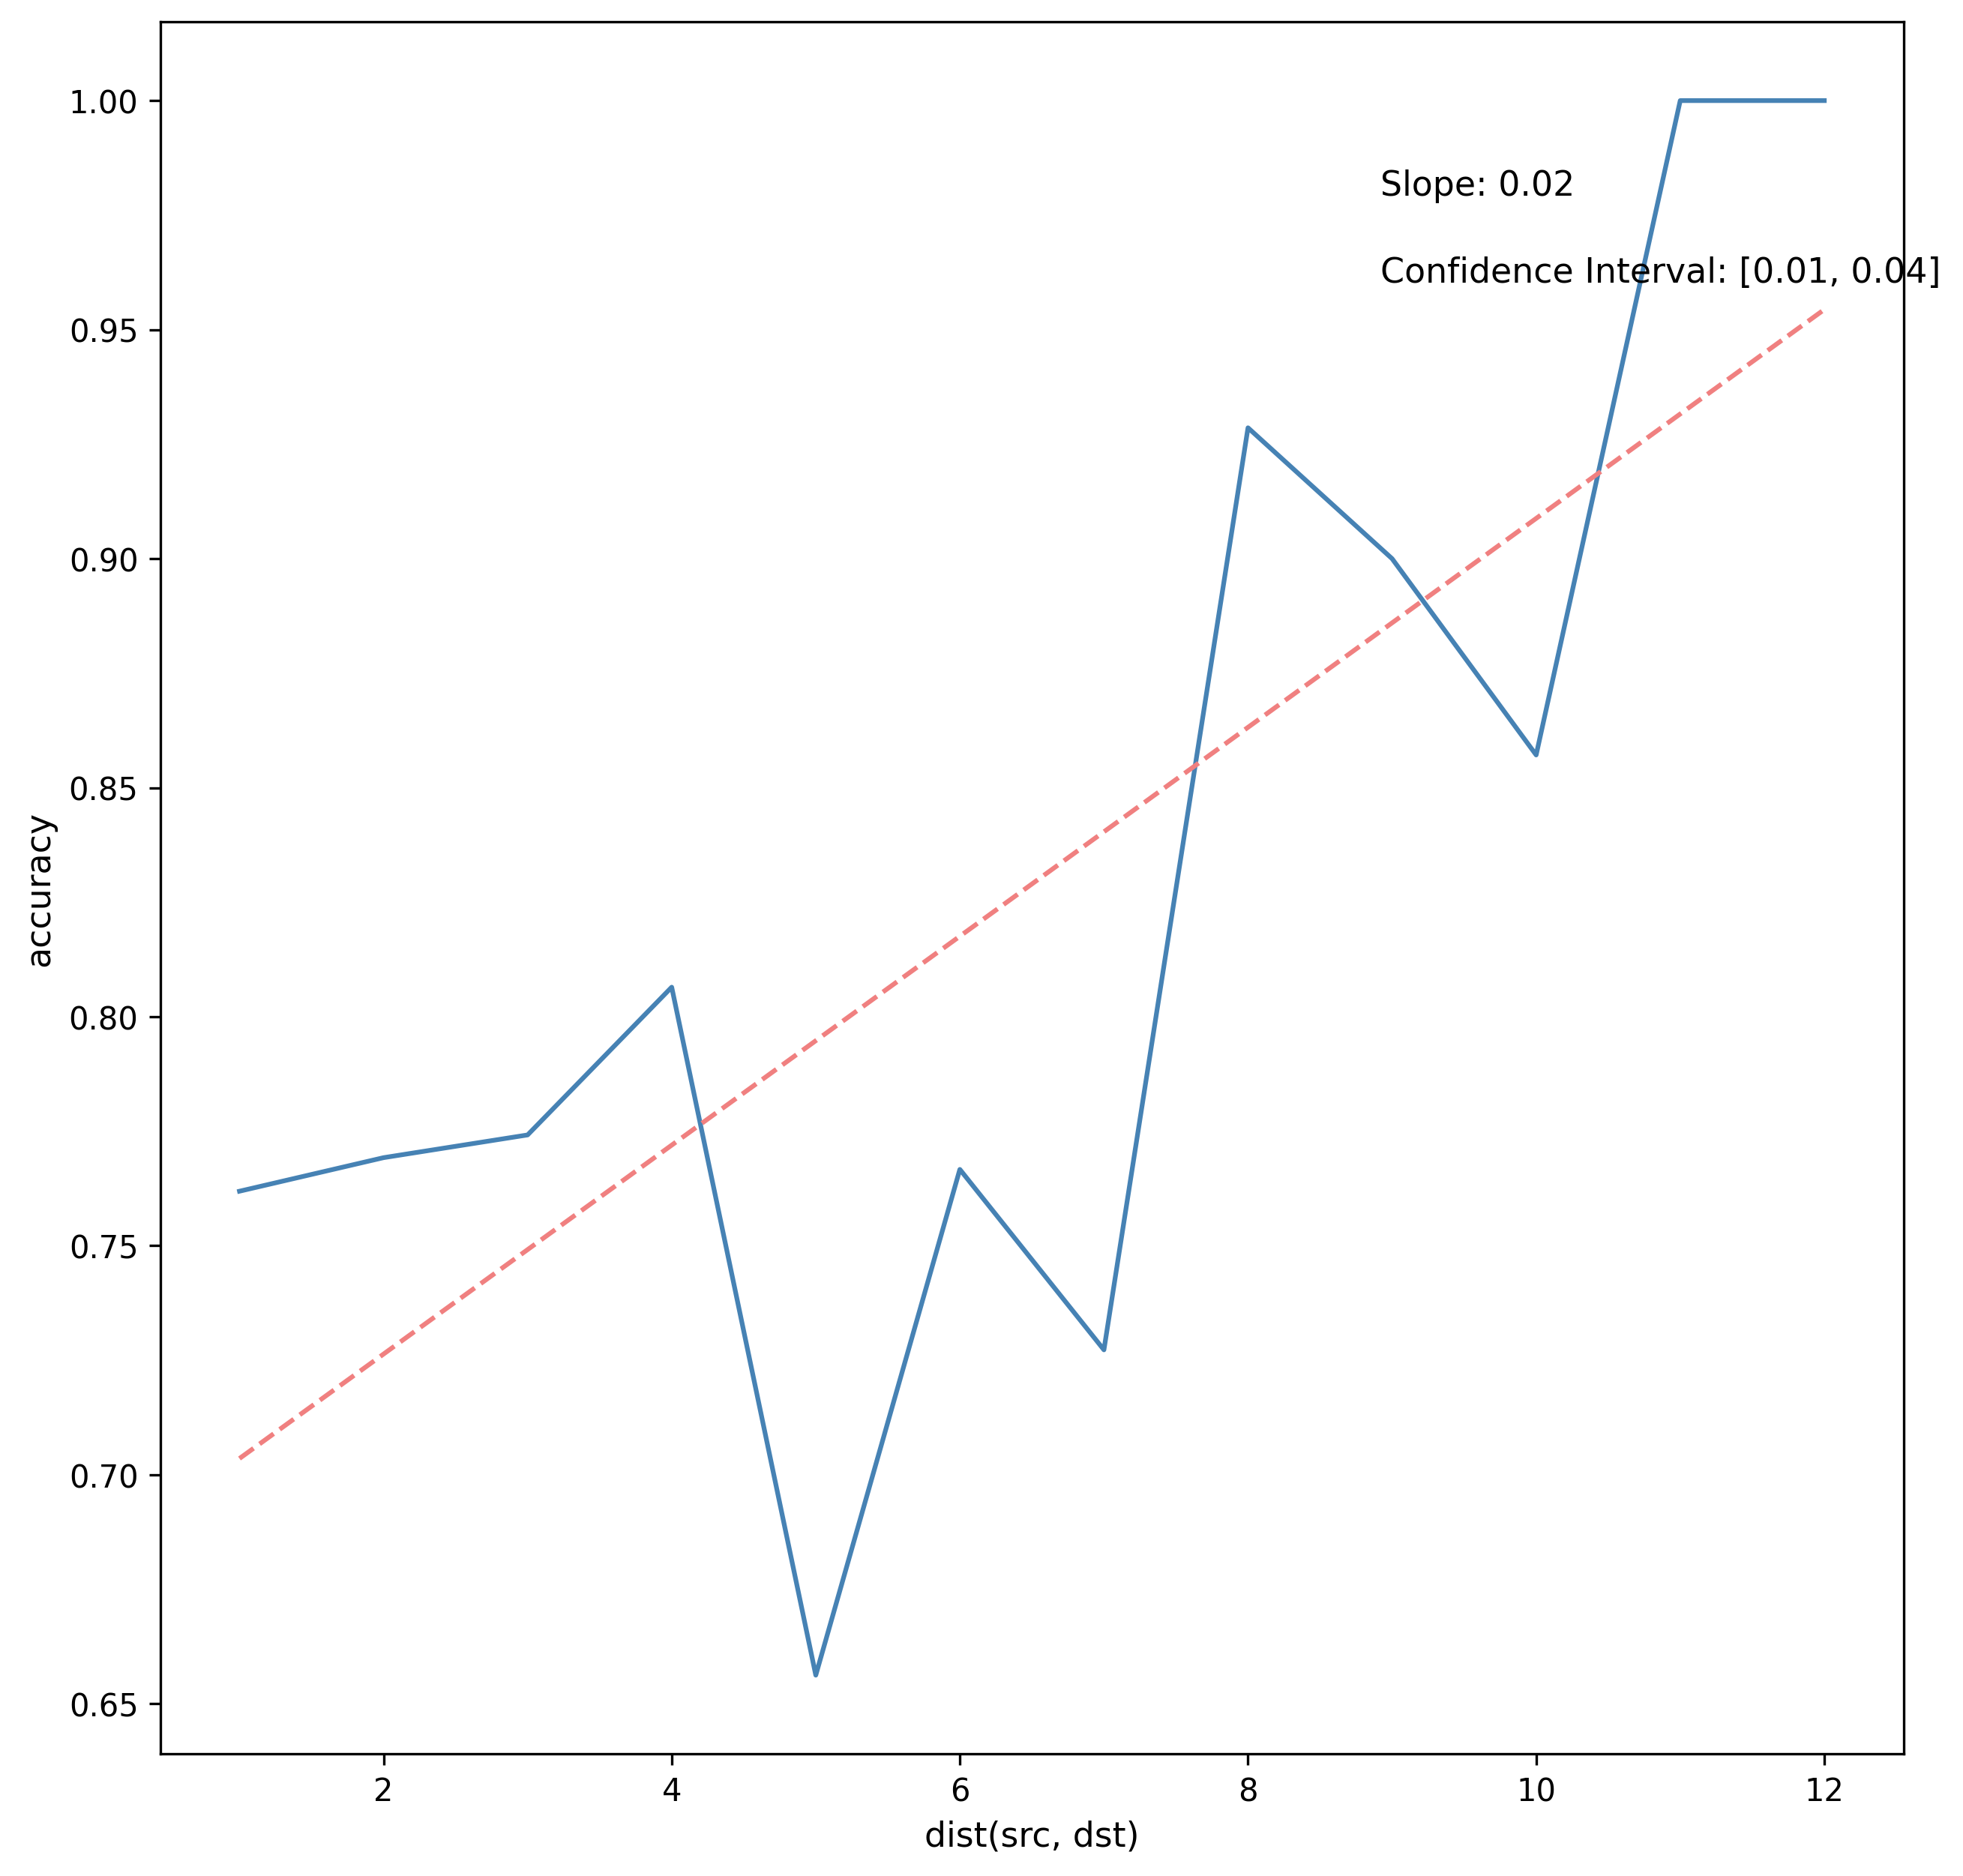 1.00
Slope: 0.02
Confidence Interval: [0.01, 0.04]
0.95
0.90
0.85
accuracy
0.80
0.75
0.70
0.65
2 4 6 8 10 12
dist(src, dst)